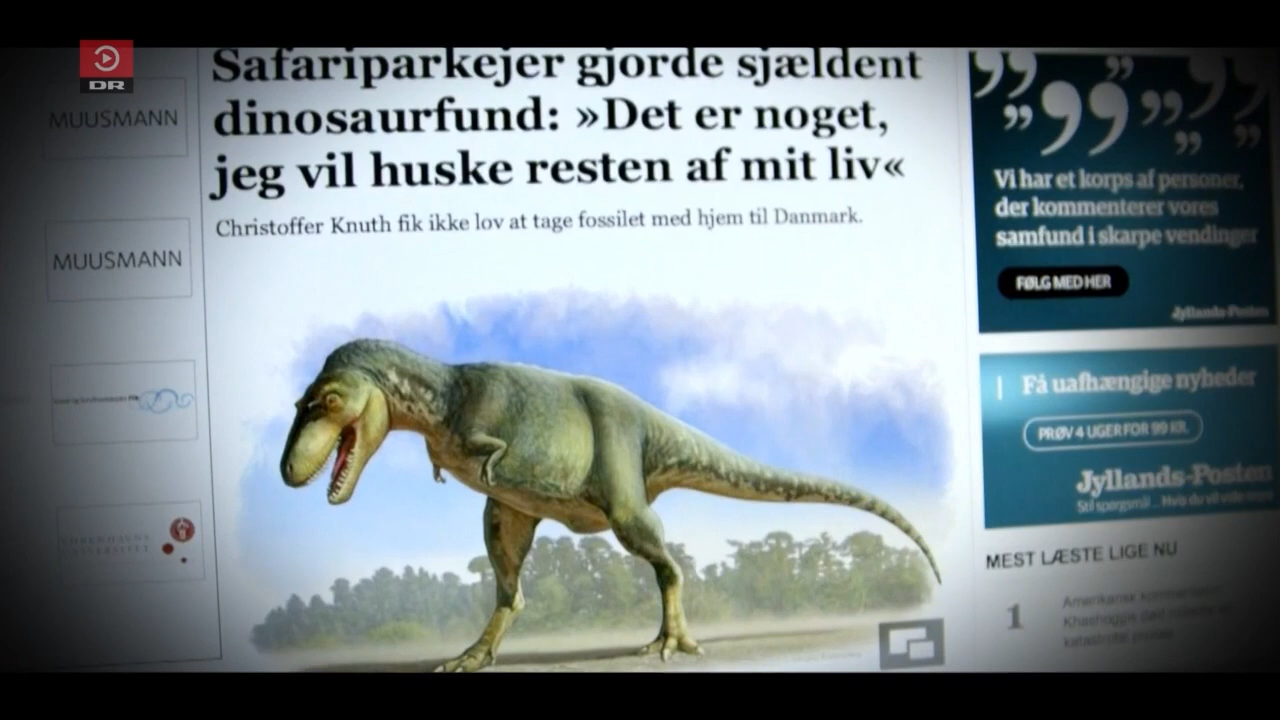 DR
MUUSMANN
MUUSMANN
Safariparkejer gjorde sjældent
dinosaurfund: »Det er noget,
jeg vil huske resten af mit liv«
Christoffer Knuth fik ikke lov at tage fossilet med hjem til Danmark.
Vi har et korps af personer,
der kommenterer vores
samfund i skarpe vendinger
FØLG MED HER
Jyllands-Posten
Få uafhængige nyheder
PRØV 4 UGER FOR 99 KR.
Jyllands-Posten
MEST LÆSTE LIGE NU
1
Amerikansk